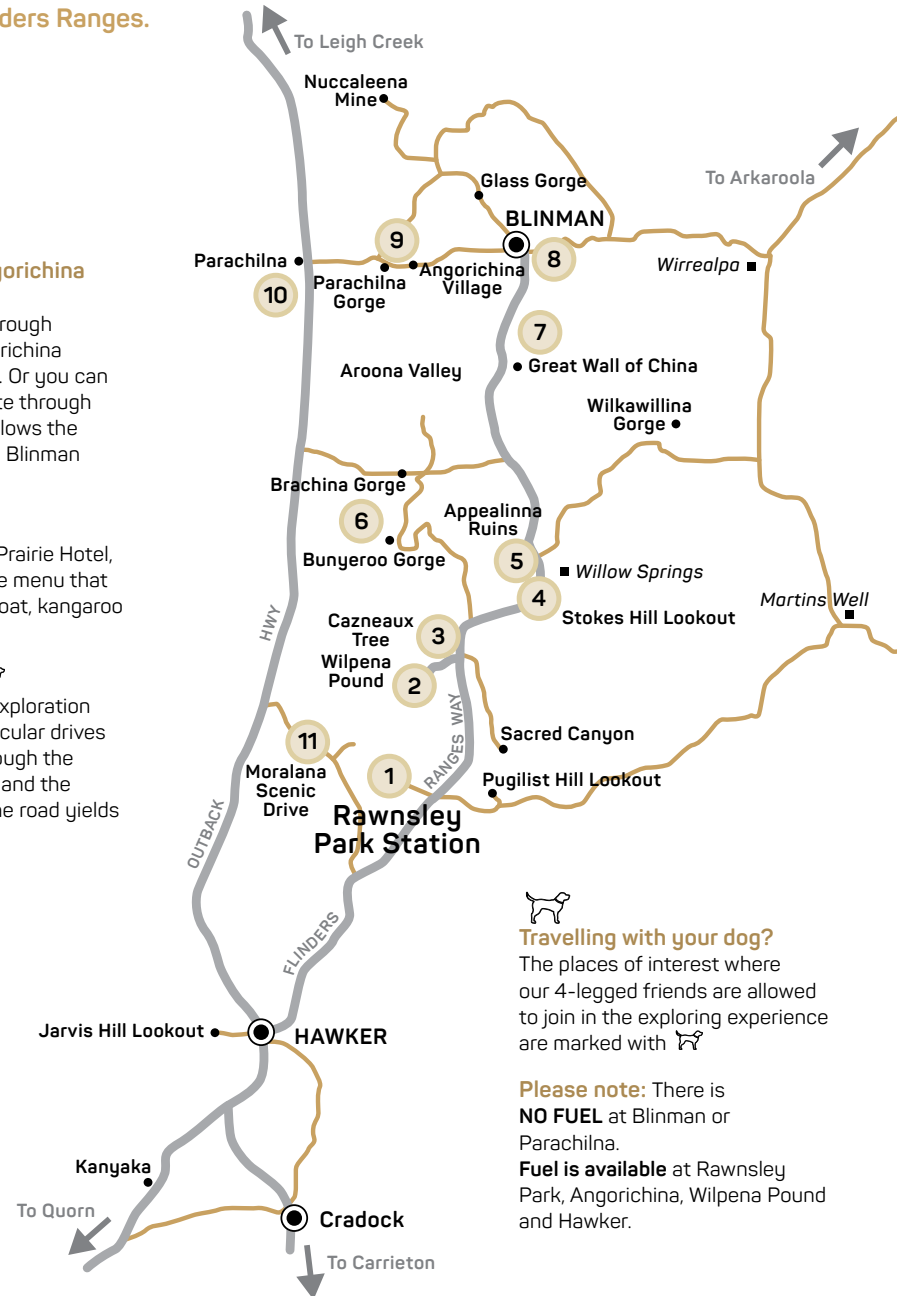 ders Ranges.
To Leigh Creek
Nuccaleena
Mine
To Arkaroola
Glass Gorge
BLINMAN
9
8
Wirrealpa
Parachilna
10
Parachilna
Gorge
Angorichina
Village
7
Great Wall of China
Aroona Valley
Wilkawillina
Gorge
Brachina Gorge
6
Bunyeroo Gorge
Appealinna
Ruins
5
Willow Springs
4
Stokes Hill Lookout
Martins Well
HWY
Cazneaux
Tree
3
Wilpena
Pound
2
RANGES WAY
Sacred Canyon
11
Moralana
Scenic
Drive
1
Pugilist Hill Lookout
Rawnsley
Park Station
OUTBACK
FLINDERS
Jarvis Hill Lookout
HAWKER
Kanyaka
To Quorn
Cradock
To Carrieton
gorichina
rough
richina
. Or you can
te through
lows the
Blinman
Prairie Hotel,
e menu that
oat, kangaroo
xploration
cular drives
ough the
and the
ne road yields
Travelling with your dog?
The places of interest where
our 4-legged friends are allowed
to join in the exploring experience
are marked with
Please note: There is
NO FUEL at Blinman or
Parachilna.
Fuel is available at Rawnsley
Park, Angorichina, Wilpena Pound
and Hawker.